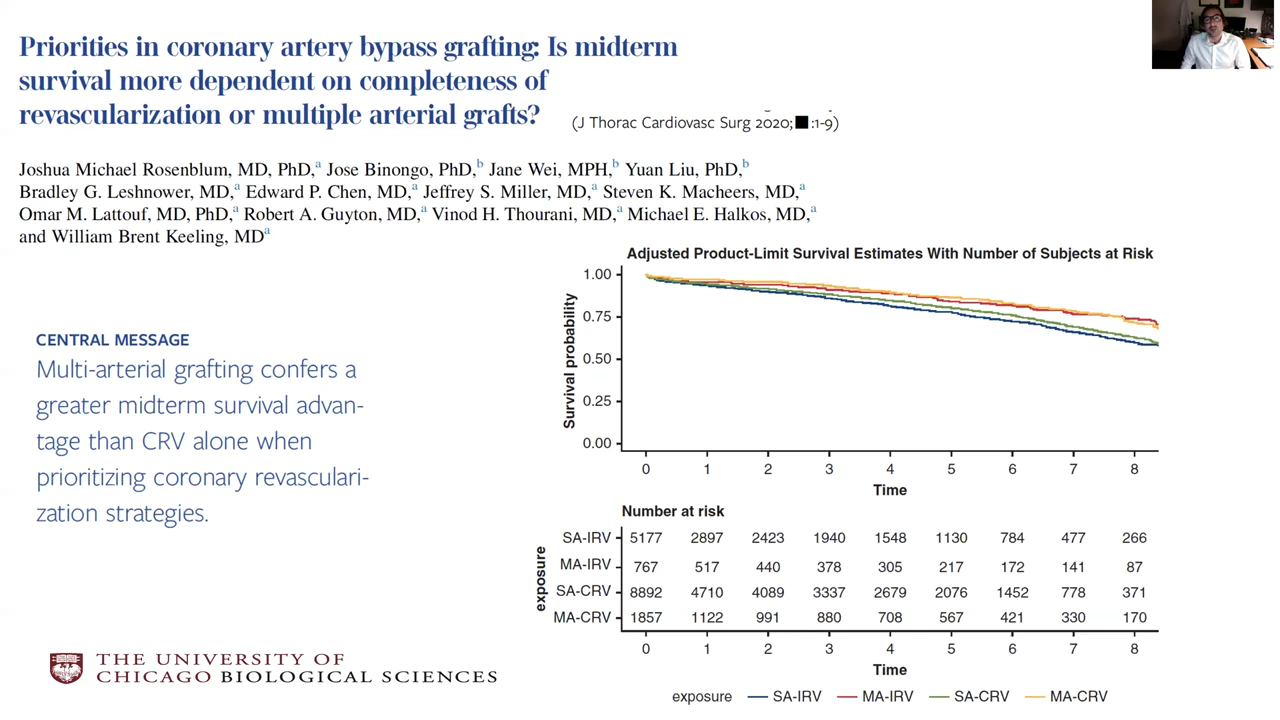 Priorities in coronary artery bypass grafting: Is midterm
survival more dependent on completeness of
revascularization or multiple arterial grafts?
(J Thorac Cardiovasc Surg 2020;■:1-9)
Joshua Michael Rosenblum, MD, PhD,a Jose Binongo, PhD,b Jane Wei, MPH,b Yuan Liu, PhD,b
Bradley G. Leshnower, MD,a Edward P. Chen, MD,a Jeffrey S. Miller, MD,a Steven K. Macheers, MD,a
Omar M. Lattouf, MD, PhD,a Robert A. Guyton, MD,a Vinod H. Thourani, MD,a Michael E. Halkos, MD,a
and William Brent Keeling, MDa
CENTRAL MESSAGE
Multi-arterial grafting confers a
greater midterm survival advan-
tage than CRV alone when
prioritizing coronary revasculari-
zation strategies.
Adjusted Product-Limit Survival Estimates With Number of Subjects at Risk
Survival probability
1.00
0.75
0.50
0.25
0.00
0 1 2 3 4 5 6 7 8
Time
Number at risk
exposure
SA-IRV 5177 2897 2423 1940 1548 1130 784 477 266
MA-IRV 767 517 440 378 305 217 172 141 87
SA-CRV 8892 4710 4089 3337 2679 2076 1452 778 371
MA-CRV 1857 1122 991 880 708 567 421 330 170
0 1 2 3 4 5 6 7 8
Time
exposure SA-IRV MA-IRV SA-CRV MA-CRV
THE UNIVERSITY OF
CHICAGO BIOLOGICAL SCIENCES